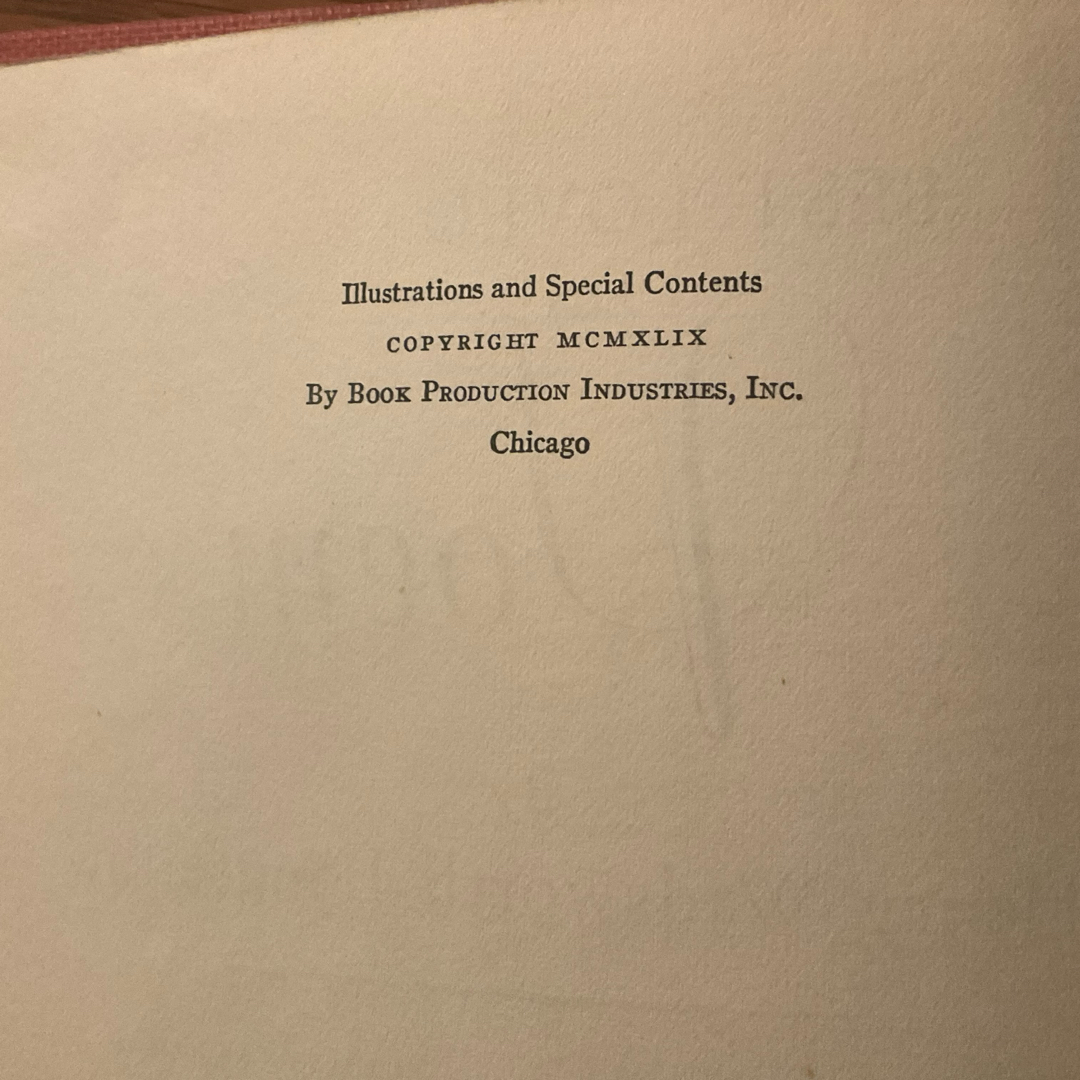 Illustrations and Special Contents
COPYRIGHT MCMXLIX
By BOOK PRODUCTION INDUSTRIES, INC.
Chicago